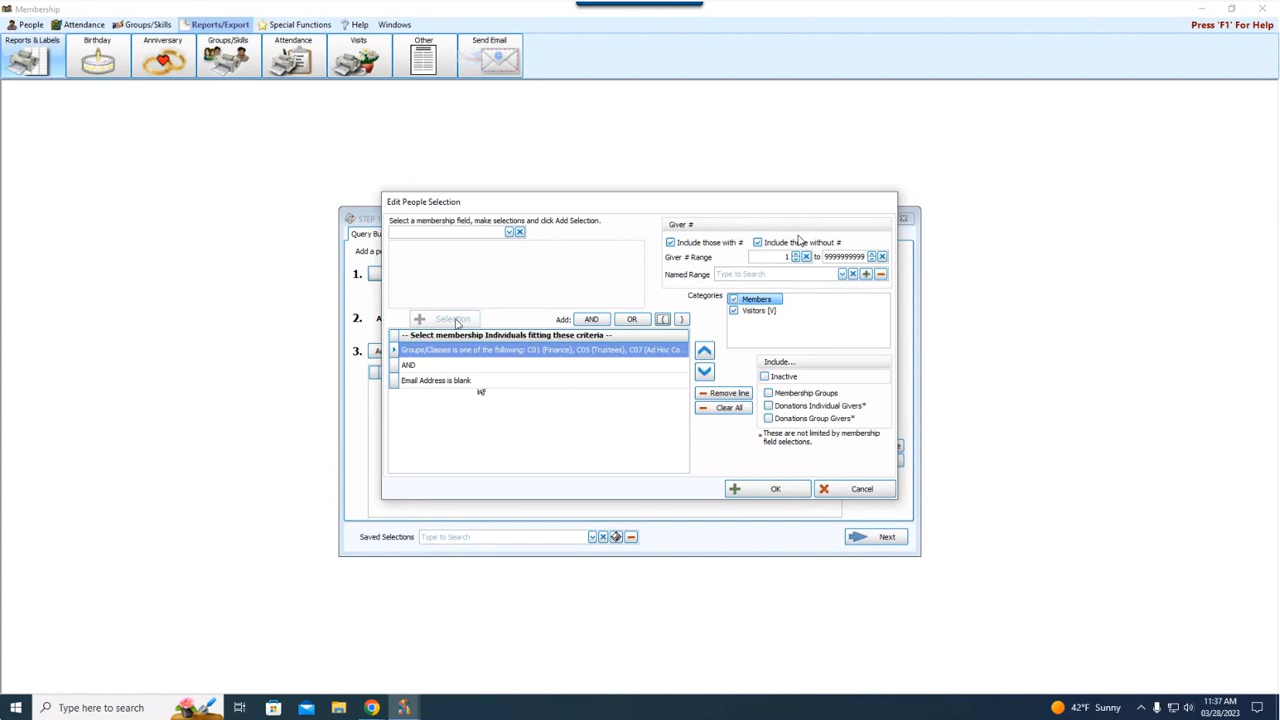 Membership
People Attendance Groups/Skills Reports/Export Special Functions Help Windows Press 'F1' For Help
Reports & Labels Birthday Anniversary Groups/Skills Attendance Visits Other Send Email
Edit People Selection
Select a membership field, make selections and click Add Selection.
Giver #
Include those with # Include those without #
Giver # Range 1 to 9999999999
Named Range Type to Search
Categories Members
Visitors [V]
Selection Add: AND OR ( )
-- Select membership Individuals fitting these criteria --
Groups/Classes is one of the following: C01 (Finance), C05 (Trustees), C07 (Ad Hoc Co ...
AND
Email Address is blank
Include...
Inactive
Remove line
Clear All
Membership Groups
Donations Individual Givers*
Donations Group Givers*
*These are not limited by membership
field selections.
OK Cancel
STEP
Query Bu
Add a pe
1.
2. A
3. A
Saved Selections Type to Search Next
Type here to search
42°F Sunny
11:37 AM
03/28/2023